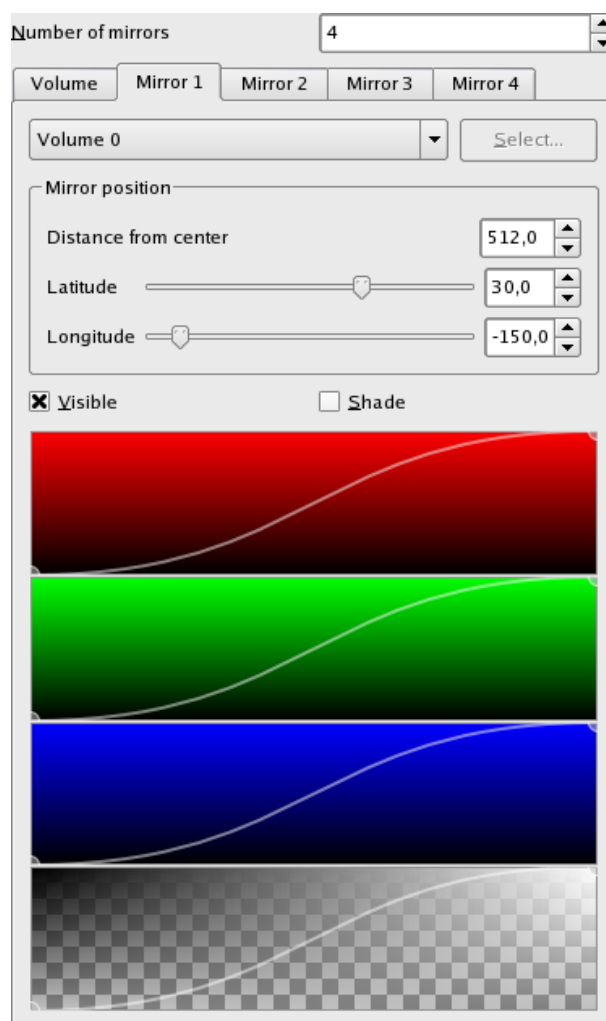 Number of mirrors 4
Volume Mirror 1 Mirror 2 Mirror 3 Mirror 4
Volume 0 Select...
Mirror position
Distance from center 512,0
Latitude 30,0
Longitude -150,0
Visible Shade